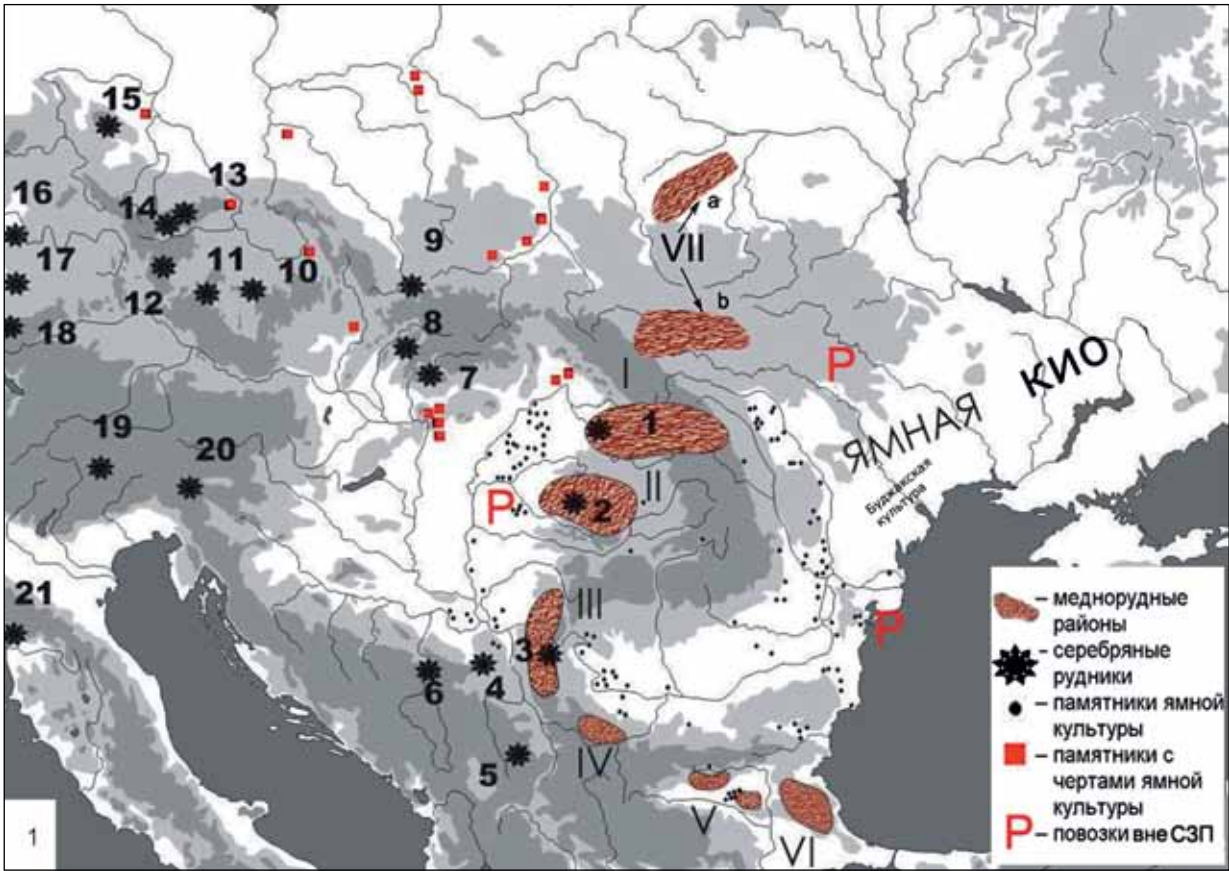 15
16
13
14
17
9
a
VII
11
10
12
b
18
8
P
КИО
I
7
19
1
ЯМНАЯ
20
II
Буджакская
культура
P
2
21
III
P
3
6
4
IV
5
V
VI
1
– меднорудные
районы
– серебряные
рудники
– памятники ямной
культуры
– памятники с
чертами ямной
культуры
P – повозки вне СЗП